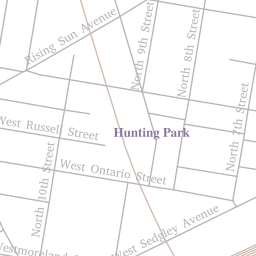 Rising Sun Avenue
North 9th Street
North 8th Street
West Russell Street
Hunting Park
North 7th Street
West Ontario Street
North 10th Street
West Sedgley Avenue